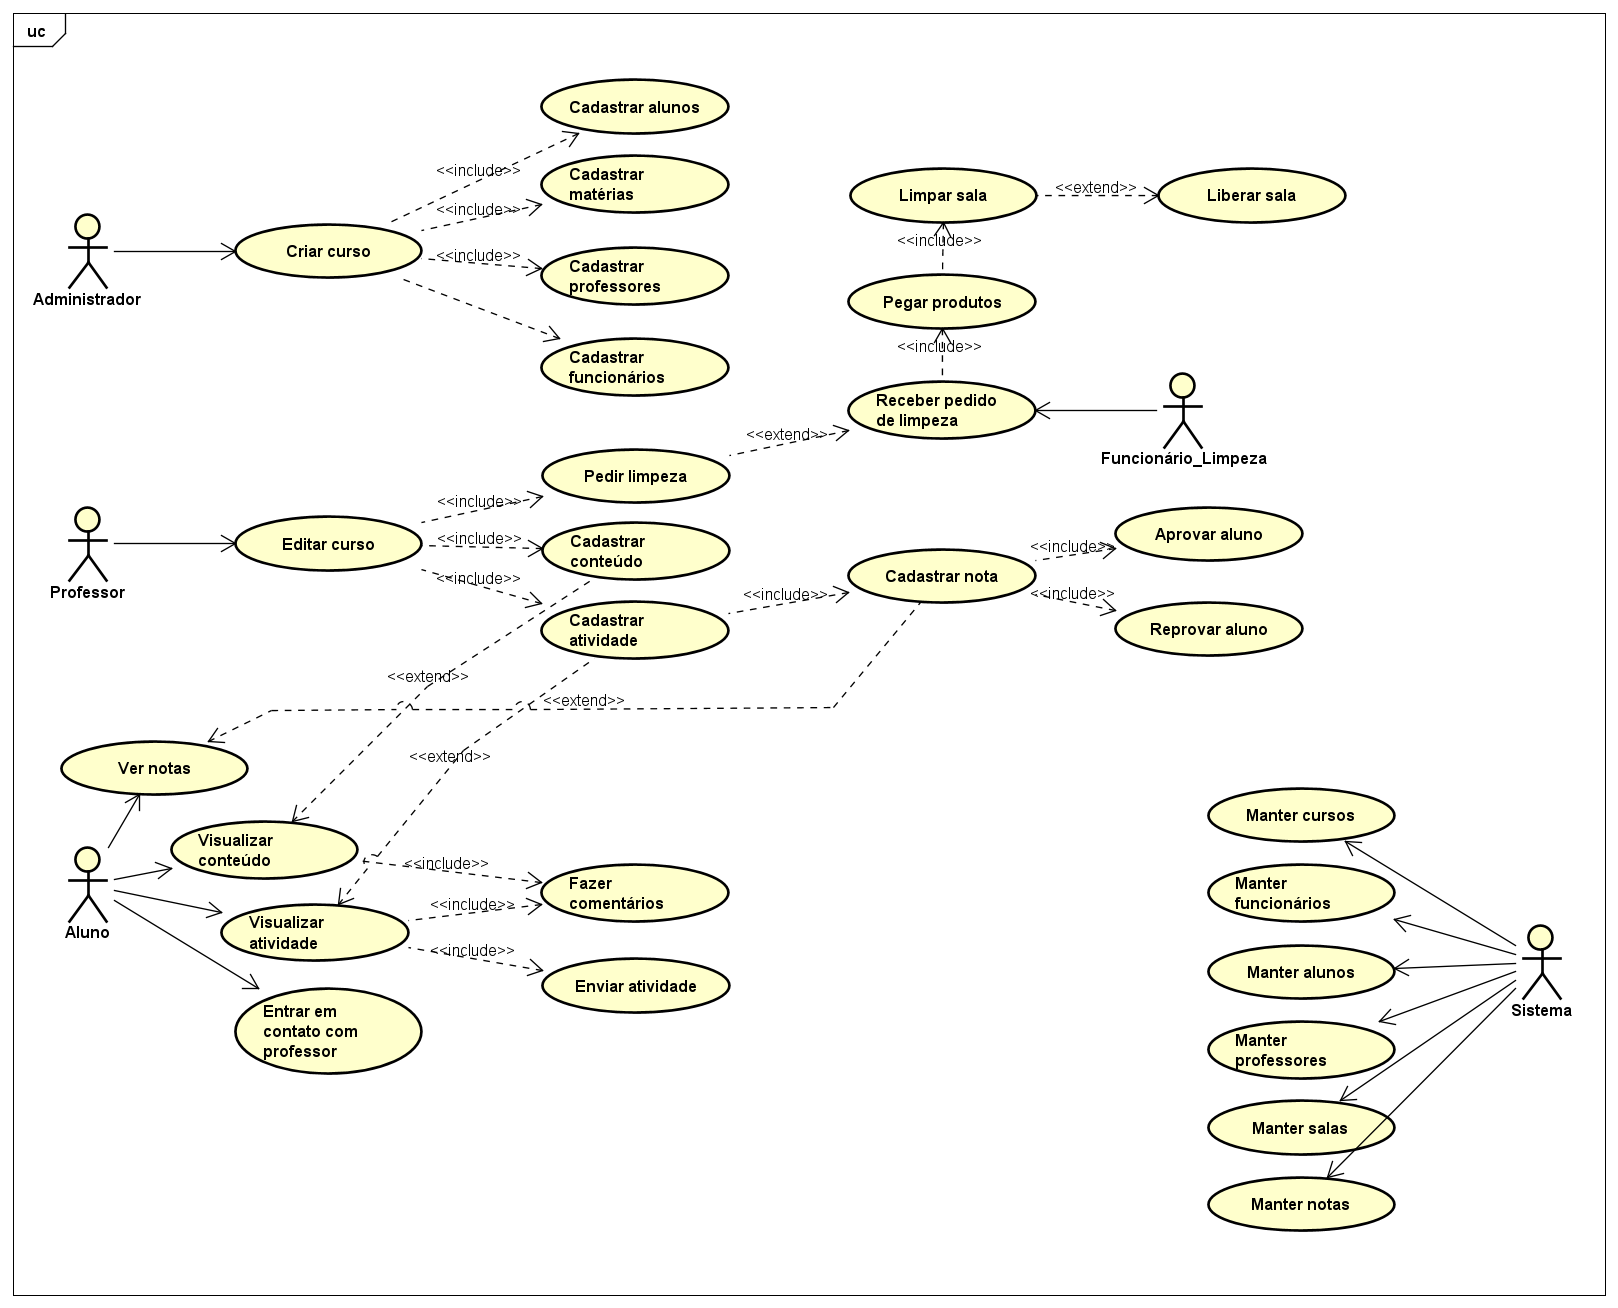 uc
Cadastrar alunos
<<include>>
Cadastrar
matérias
<<include>>
Criar curso
<<include>>
Cadastrar
professores
Administrador
Cadastrar
funcionários
Limpar sala
<<extend>>
Liberar sala
<<include>>
Pegar produtos
<<include>>
Receber pedido
de limpeza
Funcionário_Limpeza
<<extend>>
Pedir limpeza
<<include>>
Editar curso
<<include>>
Cadastrar
conteúdo
<<include>>
Professor
Cadastrar
atividade
<<include>>
Cadastrar nota
<<include>>
Aprovar aluno
<<include>>
Reprovar aluno
<<extend>>
<<extend>>
<<extend>>
Ver notas
Visualizar
conteúdo
<<include>>
Fazer
comentários
<<include>>
Aluno
Visualizar
atividade
<<include>>
Enviar atividade
Entrar em
contato com
professor
Manter cursos
Manter
funcionários
Manter alunos
Sistema
Manter
professores
Manter salas
Manter notas